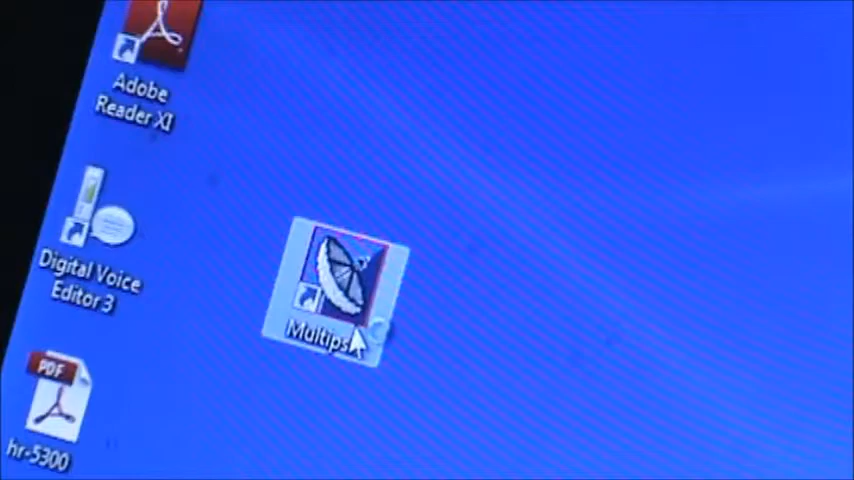 Adobe
Reader XI
Digital Voice
Editor 3
Multips
PDF
hr-5300